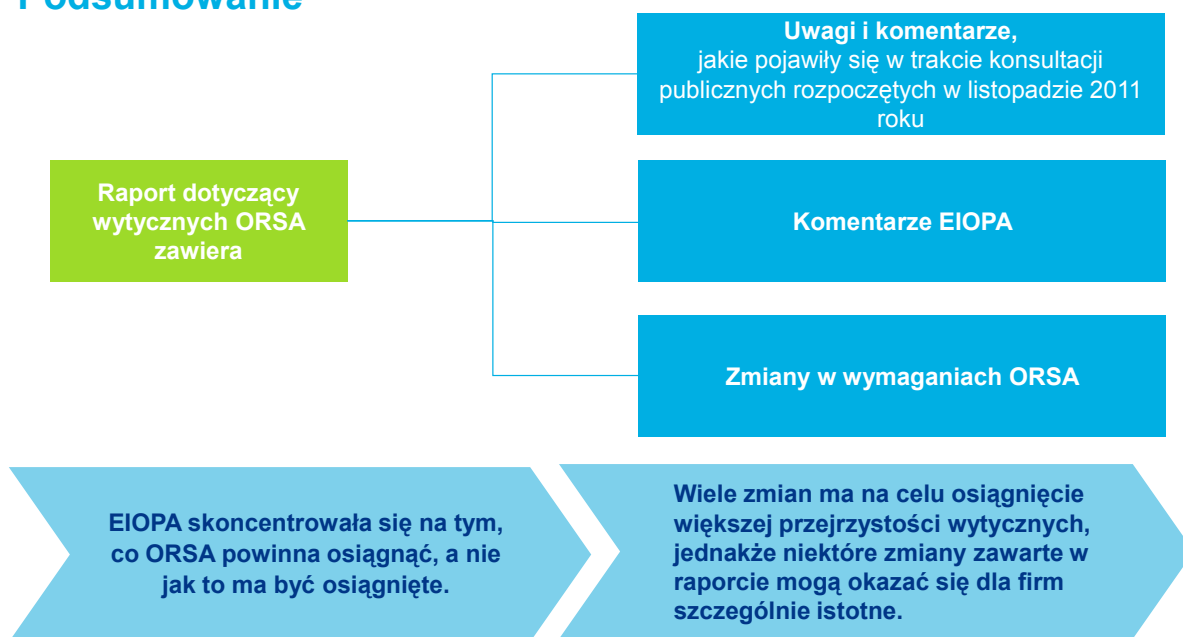 Podsumowanie
Uwagi i komentarze,
jakie pojawiły się w trakcie konsultacji
publicznych rozpoczętych w listopadzie 2011
roku
Raport dotyczący
wytycznych ORSA
zawiera
Komentarze EIOPA
Zmiany w wymaganiach ORSA
EIOPA skoncentrowała się na tym,
co ORSA powinna osiągnąć, a nie
jak to ma być osiągnięte.
Wiele zmian ma na celu osiągnięcie
większej przejrzystości wytycznych,
jednakże niektóre zmiany zawarte w
raporcie mogą okazać się dla firm
szczególnie istotne.